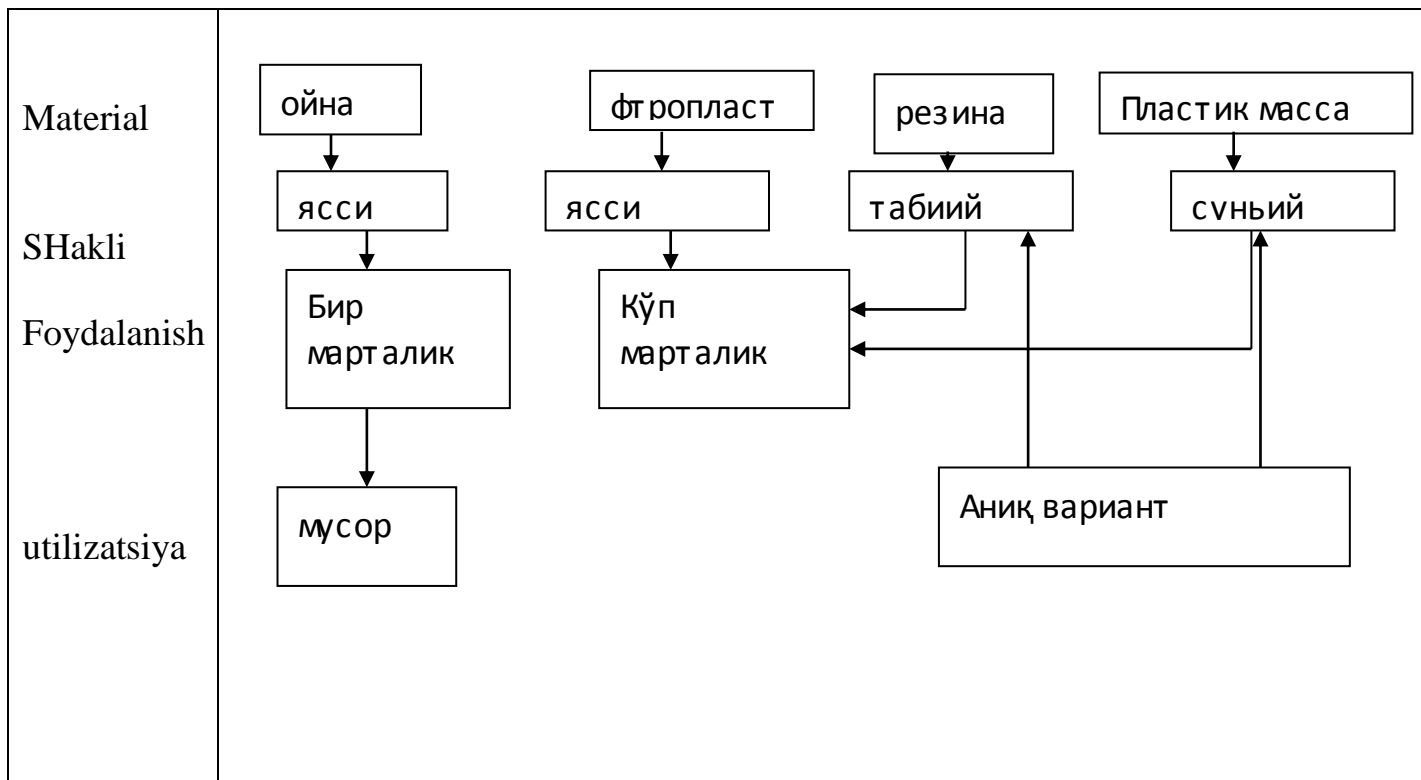 Material
ойна
фтропласт
резина
Пластик масса
SHakli
ясси
ясси
табиий
суньий
Foydalanish
Бир
марталик
Кўп
марталик
utilizatsiya
мусор
Аниқ вариант